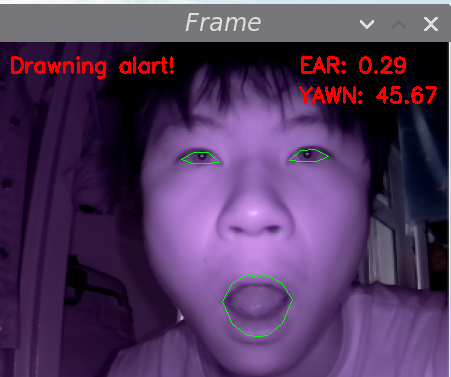 Frame
Drawning alart!
EAR: 0.29
YAWN: 45.67